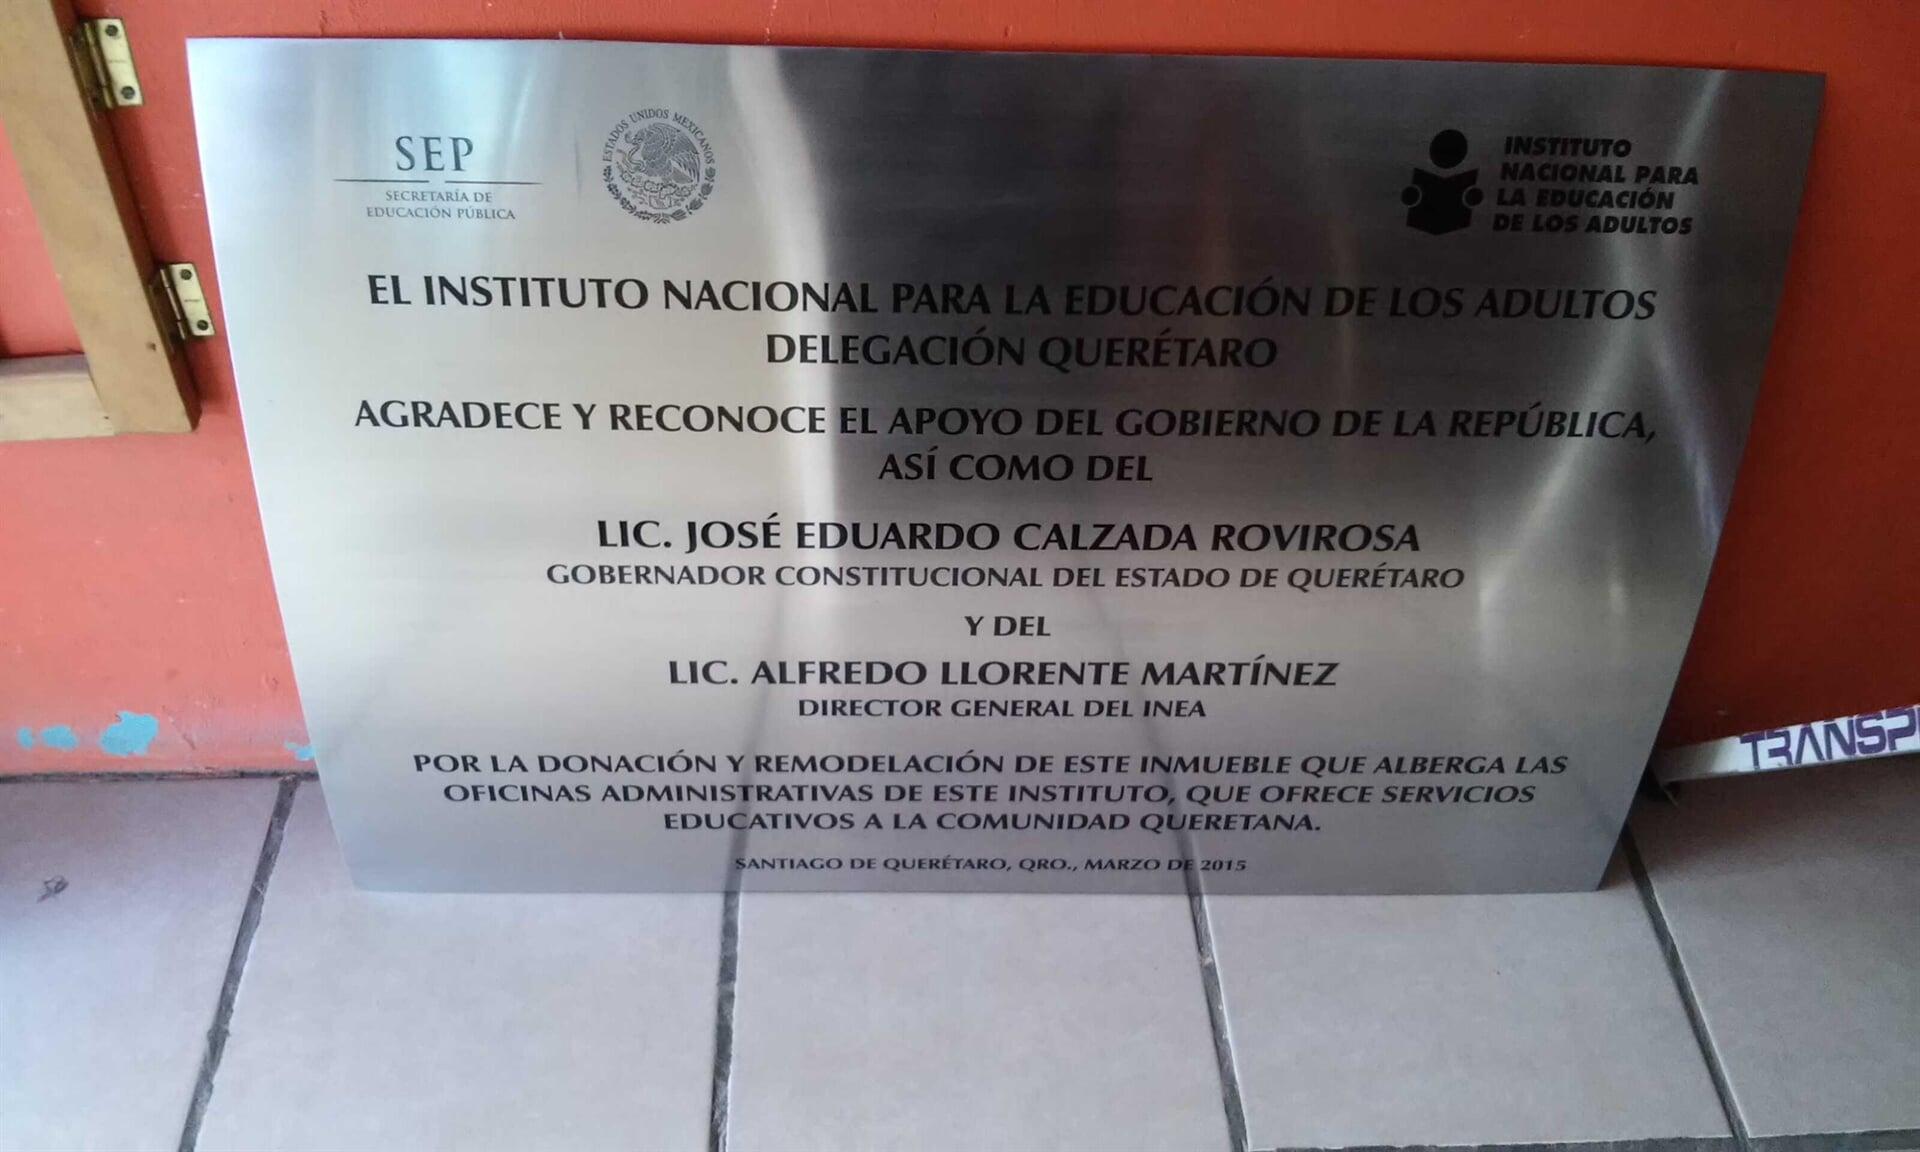 SEP
SECRETARÍA DE
EDUCACIÓN PÚBLICA
ESTADOS UNIDOS MEXICANOS
INSTITUTO
NACIONAL PARA
LA EDUCACIÓN
DE LOS ADULTOS
EL INSTITUTO NACIONAL PARA LA EDUCACIÓN DE LOS ADULTOS
DELEGACIÓN QUERÉTARO
AGRADECE Y RECONOCE EL APOYO DEL GOBIERNO DE LA REPÚBLICA,
ASÍ COMO DEL
LIC. JOSÉ EDUARDO CALZADA ROVIROSA
GOBERNADOR CONSTITUCIONAL DEL ESTADO DE QUERÉTARO
Y DEL
LIC. ALFREDO LLORENTE MARTÍNEZ
DIRECTOR GENERAL DEL INEA
POR LA DONACIÓN Y REMODELACIÓN DE ESTE INMUEBLE QUE ALBERGA LAS
OFICINAS ADMINISTRATIVAS DE ESTE INSTITUTO, QUE OFRECE SERVICIOS
EDUCATIVOS A LA COMUNIDAD QUERETANA.
SANTIAGO DE QUERÉTARO, QRO., MARZO DE 2015